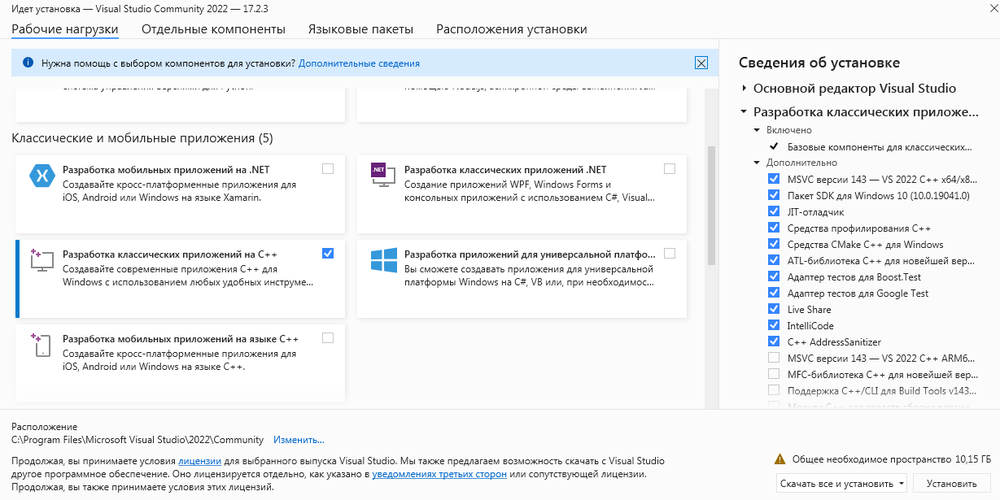 Идет установка — Visual Studio Community 2022 — 17.2.3
Рабочие нагрузки Отдельные компоненты Языковые пакеты Расположения установки
Нужна помощь с выбором компонентов для установки? Дополнительные сведения
Классические и мобильные приложения (5)
Разработка мобильных приложений на .NET
Создавайте кросс-платформенные приложения для
iOS, Android или Windows на языке Xamarin.
.NET
Разработка классических приложений .NET
Создание приложений WPF, Windows Forms и
консольных приложений с использованием C#, Visual...
Разработка классических приложений на C++
Создавайте современные приложения C++ для
Windows с использованием любых удобных инструме...
Разработка приложений для универсальной платфо...
Вы сможете создавать приложения для универсальной
платформы Windows на C#, VB или, при необходимос...
Разработка мобильных приложений на языке C++
Создавайте кросс-платформенные приложения для
iOS, Android или Windows на языке C++.
Сведения об установке
Основной редактор Visual Studio
Разработка классических приложе...
Включено
Базовые компоненты для классических...
Дополнительно
MSVC версии 143 — VS 2022 C++ x64/x8...
Пакет SDK для Windows 10 (10.0.19041.0)
JIT-отладчик
Средства профилирования C++
Средства CMake C++ для Windows
ATL-библиотека C++ для новейшей вер...
Адаптер тестов для Boost.Test
Адаптер тестов для Google Test
Live Share
IntelliCode
C++ AddressSanitizer
MSVC версии 143 — VS 2022 C++ ARM6...
MFC-библиотека C++ для новейшей вер...
Поддержка C++/CLI для Build Tools v143...
Расположение
C:\Program Files\Microsoft Visual Studio\2022\Community Изменить...
Продолжая, вы принимаете условия лицензии для выбранного выпуска Visual Studio. Мы также предлагаем возможность скачать с Visual Studio
другое программное обеспечение. Оно лицензируется отдельно, как указано в уведомлениях третьих сторон или сопутствующей лицензии.
Продолжая, вы также принимаете условия этих лицензий.
Общее необходимое пространство 10,15 ГБ
Скачать все и установить
Установить